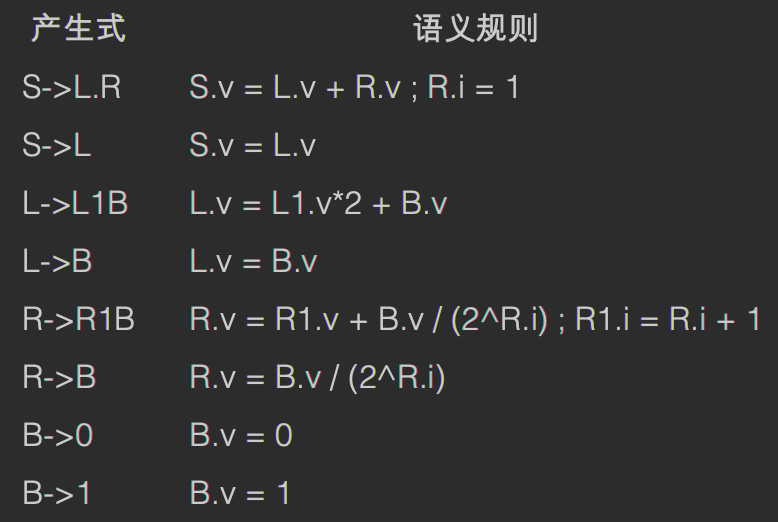 产生式 语义规则
S->L.R S.v = L.v + R.v ; R.i = 1
S->L S.v = L.v
L->L1B L.v = L1.v*2 + B.v
L->B L.v = B.v
R->R1B R.v = R1.v + B.v / (2^R.i) ; R1.i = R.i + 1
R->B R.v = B.v / (2^R.i)
B->0 B.v = 0
B->1 B.v = 1